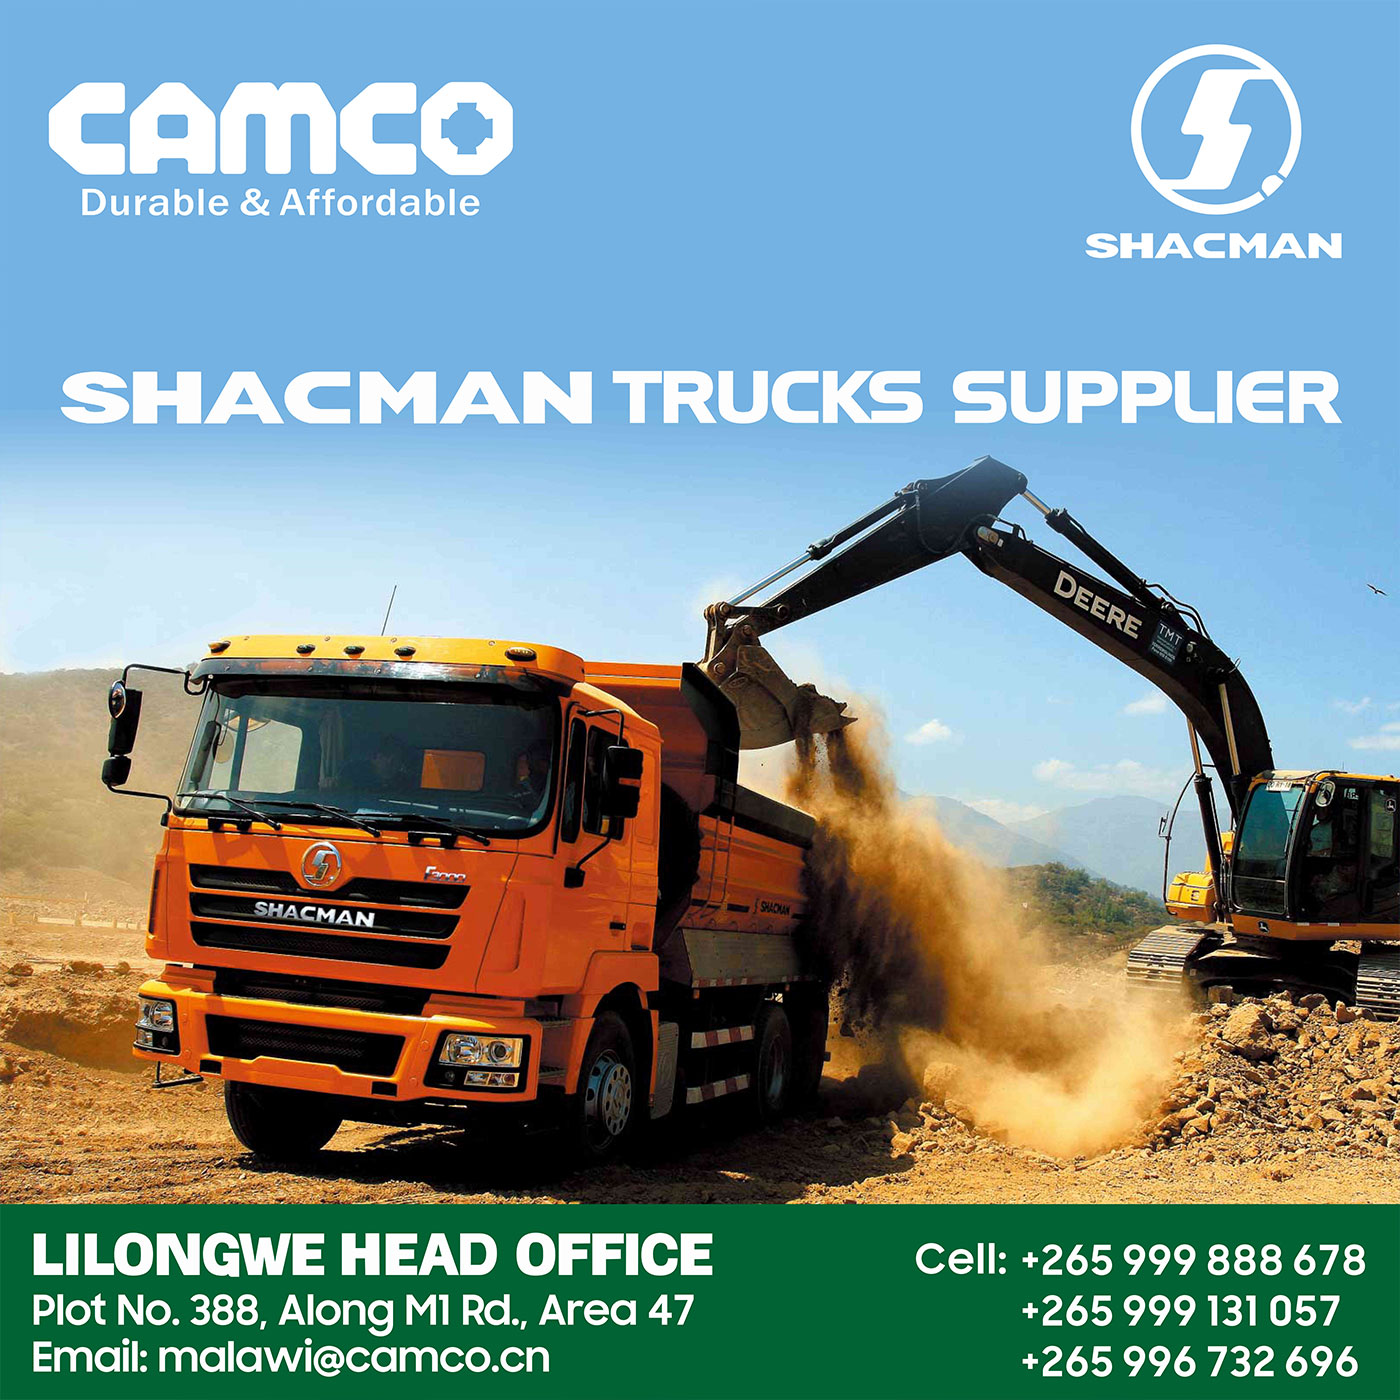 CAMCO
Durable & Affordable
SHACMAN
SHACMAN TRUCKS SUPPLIER
DEERE
TMT
F3000
SHACMAN
SHACMAN
LILONGWE HEAD OFFICE
Plot No. 388, Along M1 Rd., Area 47
Email: malawi@camco.cn
Cell: +265 999 888 678
+265 999 131 057
+265 996 732 696